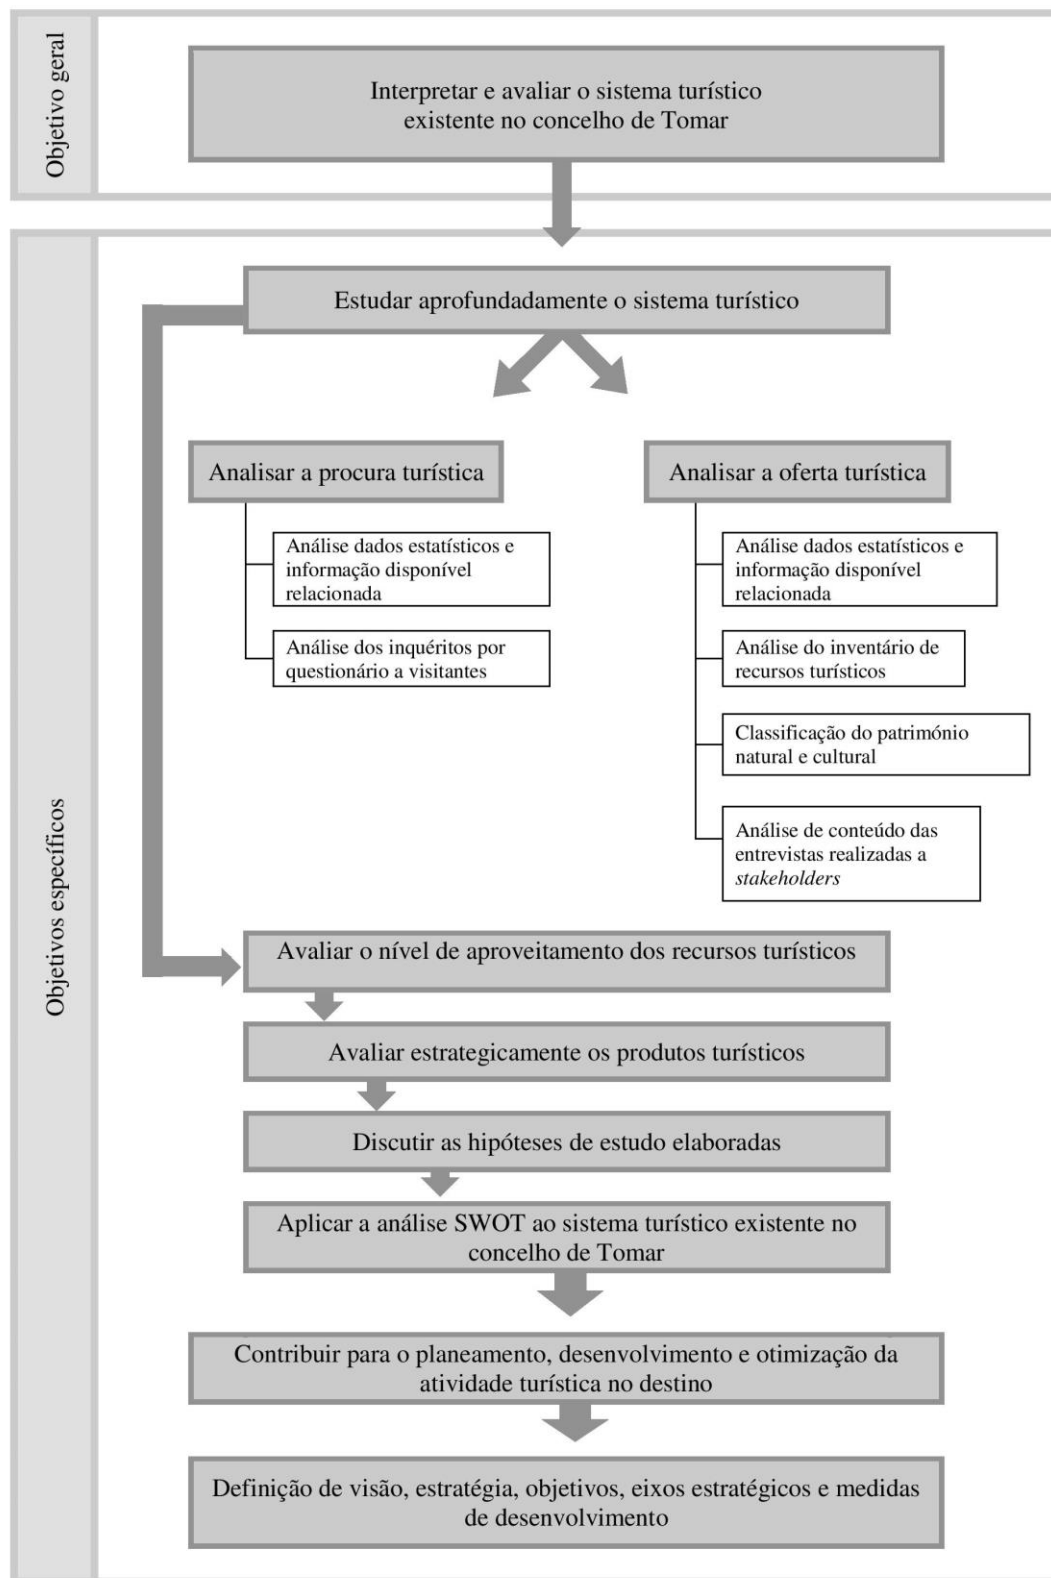 Objetivo geral
Interpretar e avaliar o sistema turístico
existente no concelho de Tomar
Objetivos específicos
Estudar aprofundadamente o sistema turístico
Analisar a procura turística
Análise dados estatísticos e
informação disponível
relacionada
Análise dos inquéritos por
questionário a visitantes
Analisar a oferta turística
Análise dados estatísticos e
informação disponível
relacionada
Análise do inventário de
recursos turísticos
Classificação do património
natural e cultural
Análise de conteúdo das
entrevistas realizadas a
stakeholders
Avaliar o nível de aproveitamento dos recursos turísticos
Avaliar estrategicamente os produtos turísticos
Discutir as hipóteses de estudo elaboradas
Aplicar a análise SWOT ao sistema turístico existente no
concelho de Tomar
Contribuir para o planeamento, desenvolvimento e otimização da
atividade turística no destino
Definição de visão, estratégia, objetivos, eixos estratégicos e medidas
de desenvolvimento